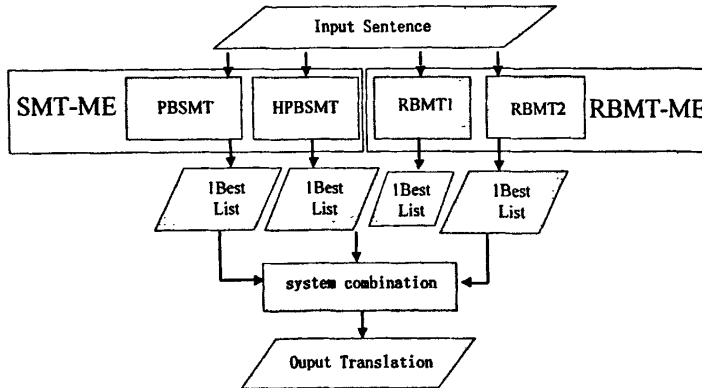 Input Sentence
SMT-ME
PBSMT
HPBSMT
RBMT1
RBMT2
RBMT-ME
1Best
List
1Best
List
1Best
List
1Best
List
system combination
Ouput Translation